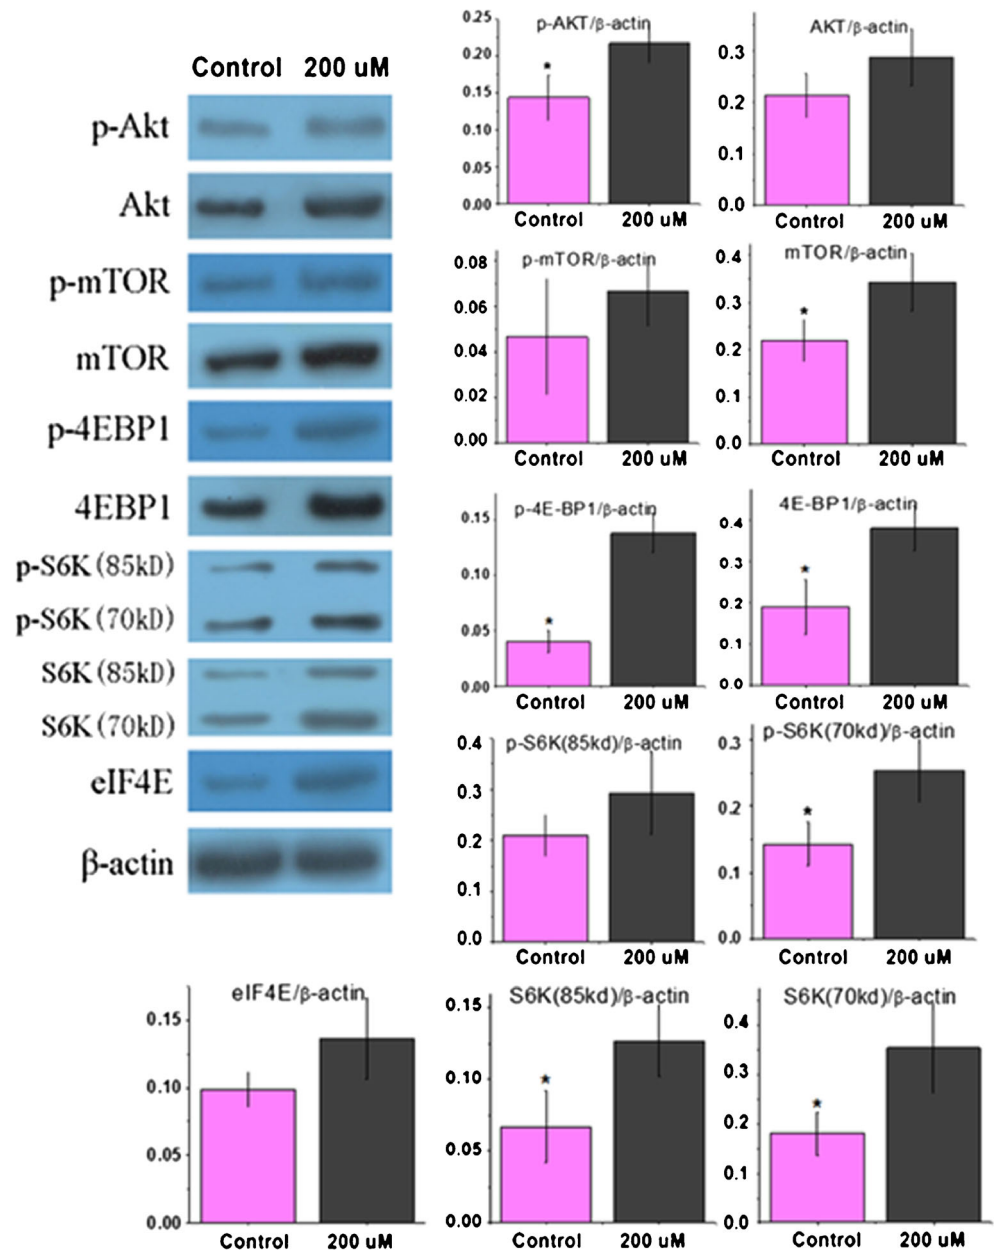 Control 200 uM
p-Akt
Akt
p-mTOR
mTOR
p-4EBP1
4EBP1
p-S6K(85kD)
p-S6K(70kD)
S6K(85kD)
S6K(70kD)
eIF4E
β-actin
p-AKT/β-actin
0.25
0.20
0.15
0.10
0.05
0.00
*
Control 200 uM
AKT/β-actin
0.3
0.2
0.1
0.0
Control 200 uM
p-mTOR/β-actin
0.08
0.06
0.04
0.02
0.00
Control 200 uM
mTOR/β-actin
0.4
0.3
0.2
0.1
0.0
*
Control 200 uM
p-4E-BP1/β-actin
0.15
0.10
0.05
0.00
*
Control 200 uM
4E-BP1/β-actin
0.4
0.3
0.2
0.1
0.0
*
Control 200 uM
p-S6K(85kd)/β-actin
0.4
0.3
0.2
0.1
0.0
Control 200 uM
p-S6K(70kd)/β-actin
0.3
0.2
0.1
0.0
*
Control 200 uM
eIF4E/β-actin
0.15
0.10
0.05
0.00
Control 200 uM
S6K(85kd)/β-actin
0.15
0.10
0.05
0.00
*
Control 200 uM
S6K(70kd)/β-actin
0.4
0.3
0.2
0.1
0.0
*
Control 200 uM